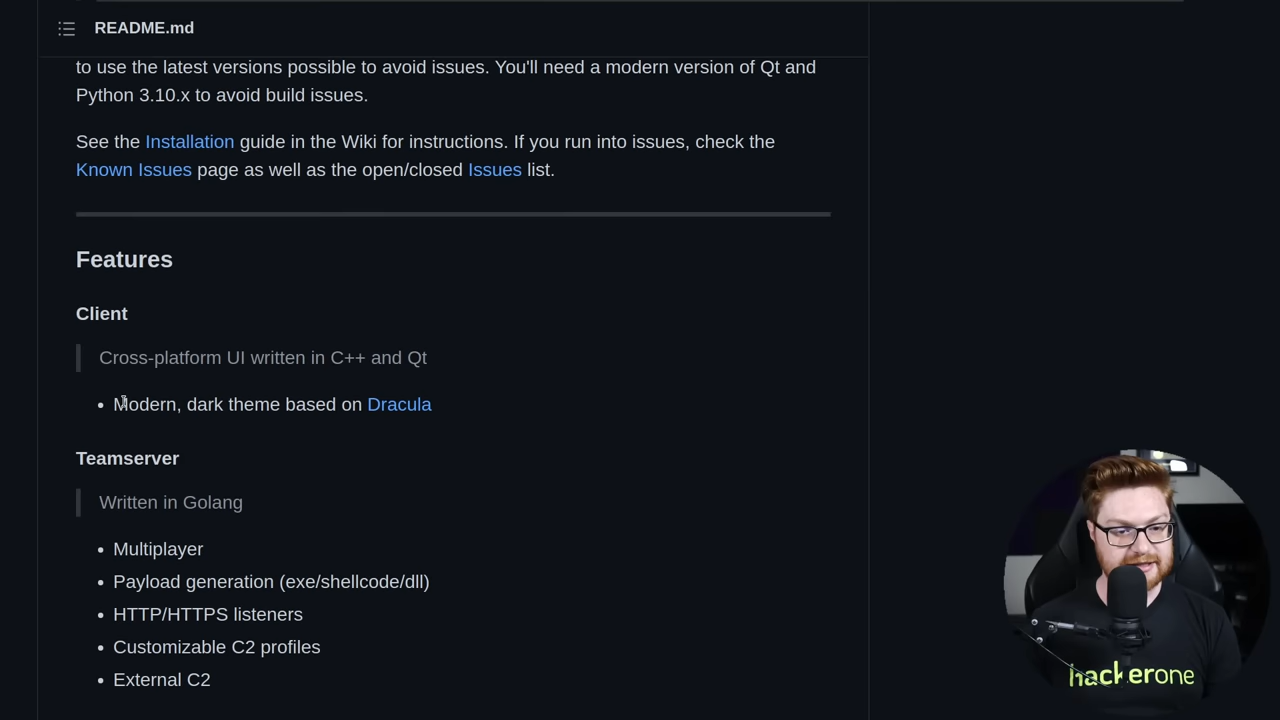 README.md
to use the latest versions possible to avoid issues. You'll need a modern version of Qt and
Python 3.10.x to avoid build issues.
See the Installation guide in the Wiki for instructions. If you run into issues, check the
Known Issues page as well as the open/closed Issues list.
Features
Client
Cross-platform UI written in C++ and Qt
• Modern, dark theme based on Dracula
Teamserver
Written in Golang
• Multiplayer
• Payload generation (exe/shellcode/dll)
• HTTP/HTTPS listeners
• Customizable C2 profiles
• External C2
hackerone